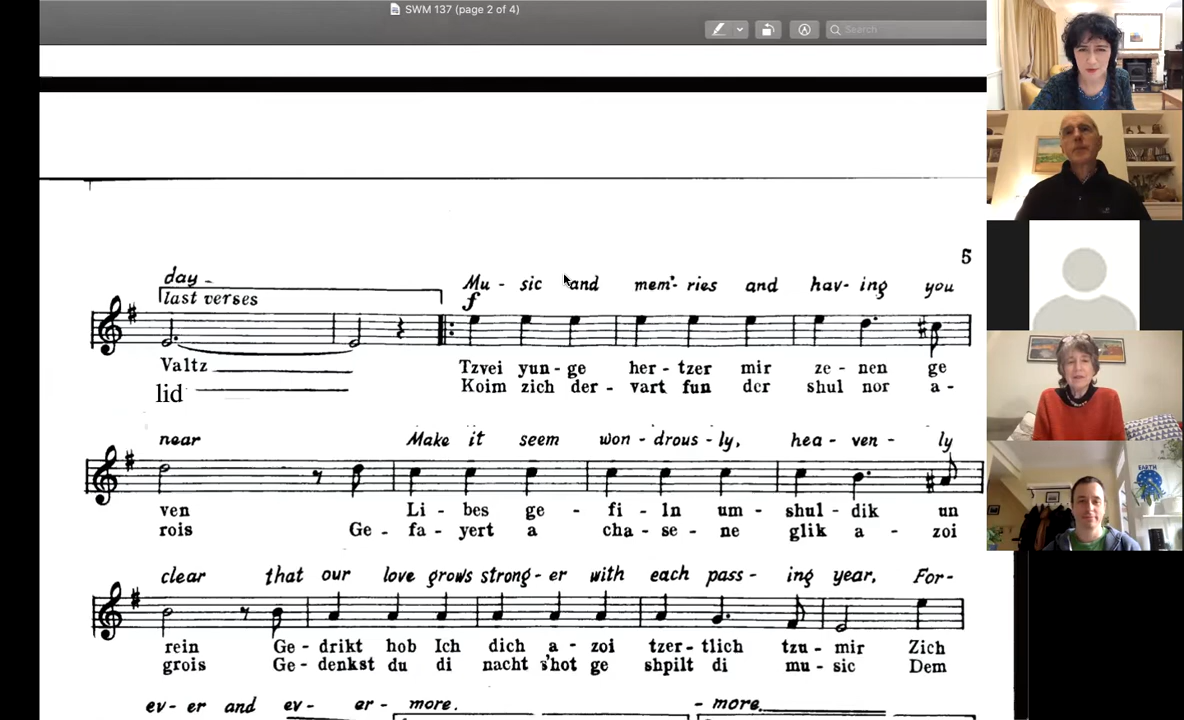 SWM 137 (page 2 of 4)
Search
5
day - Mu - sic and mem'- ries and hav- ing you
last verses f
Valtz Tzvei yun - ge her - tzer mir ze - nen ge
lid Koim zich der - vart fun der shul nor a -
near Make it seem won - drous - ly, hea - ven - ly
ven Li - bes ge - fi - ln um - shul - dik un
rois Ge - fa - yert a cha - se - ne glik a - zoi
clear that our love grows strong - er with each pass - ing year, For-
rein Ge - drikt hob Ich dich a - zoi tzer - tlich tzu - mir Zich
grois Ge - denkst du di nacht s'hot ge shpilt di mu - sic Dem
ev - er and ev - er - more. - more.
EARTH